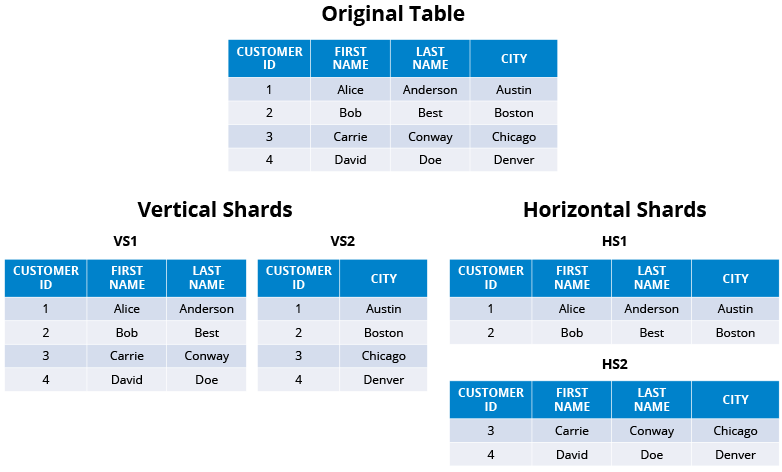 Original Table
CUSTOMER ID FIRST NAME LAST NAME CITY
1 Alice Anderson Austin
2 Bob Best Boston
3 Carrie Conway Chicago
4 David Doe Denver
Vertical Shards
VS1
CUSTOMER ID FIRST NAME LAST NAME
1 Alice Anderson
2 Bob Best
3 Carrie Conway
4 David Doe
VS2
CUSTOMER ID CITY
1 Austin
2 Boston
3 Chicago
4 Denver
Horizontal Shards
HS1
CUSTOMER ID FIRST NAME LAST NAME CITY
1 Alice Anderson Austin
2 Bob Best Boston
HS2
CUSTOMER ID FIRST NAME LAST NAME CITY
3 Carrie Conway Chicago
4 David Doe Denver